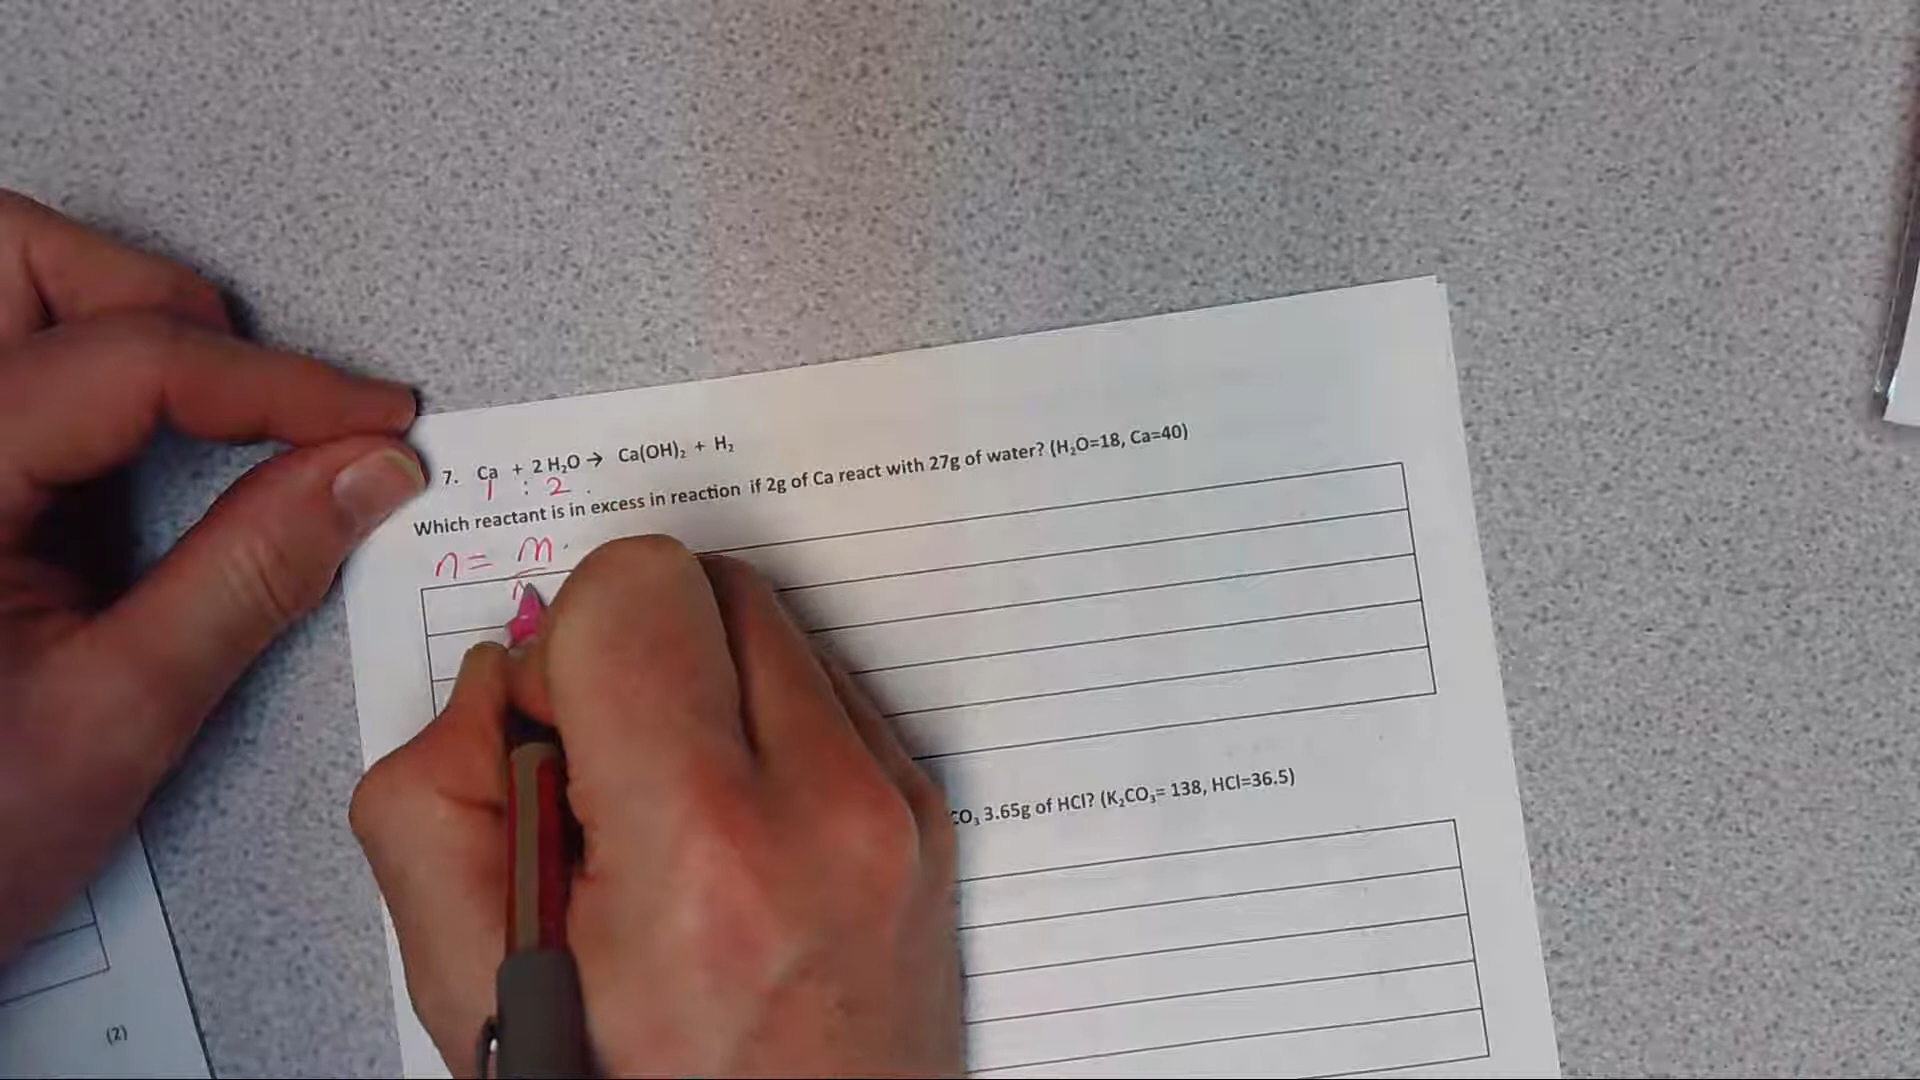 7. Ca + 2 H₂O → Ca(OH)₂ + H₂
1 : 2
Which reactant is in excess in reaction if 2g of Ca react with 27g of water? (H₂O=18, Ca=40)
n = m
CO₃ 3.65g of HCl? (K₂CO₃= 138, HCl=36.5)
(2)